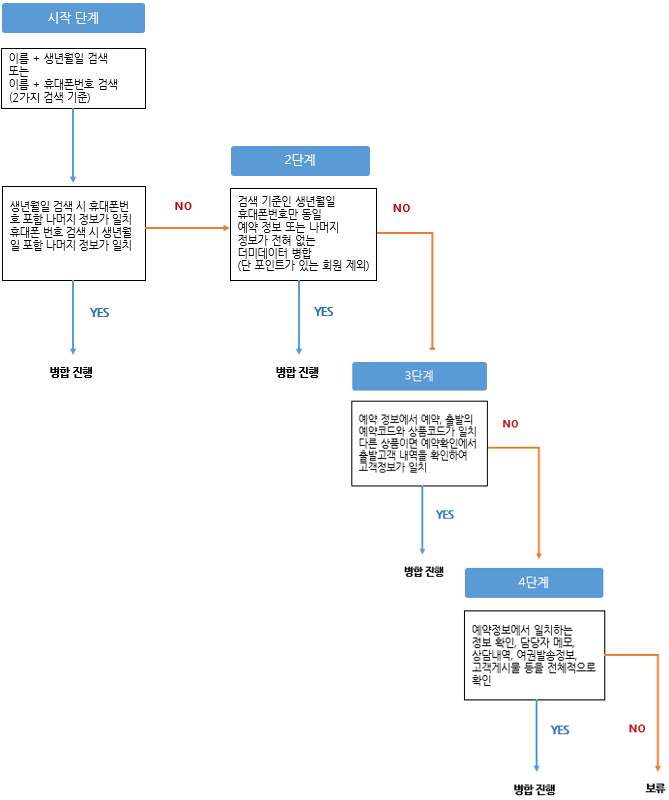 시작 단계
이름 + 생년월일 검색
또는
이름 + 휴대폰번호 검색
(2가지 검색 기준)
생년월일 검색 시 휴대폰번
호 포함 나머지 정보가 일치
휴대폰 번호 검색 시 생년월
일 포함 나머지 정보가 일치
NO
YES
병합 진행
2단계
검색 기준인 생년월일
휴대폰번호만 동일
예약 정보 또는 나머지
정보가 전혀 없는
더미데이터 병합
(단 포인트가 있는 회원 제외)
NO
YES
병합 진행
3단계
예약 정보에서 예약, 출발의
예약코드와 상품코드가 일치
다른 상품이면 예약확인에서
출발고객 내역을 확인하여
고객정보가 일치
NO
YES
병합 진행
4단계
예약정보에서 일치하는
정보 확인, 담당자 메모,
상담내역, 여권발송정보,
고객게시물 등을 전체적으로
확인
YES
NO
병합 진행
보류